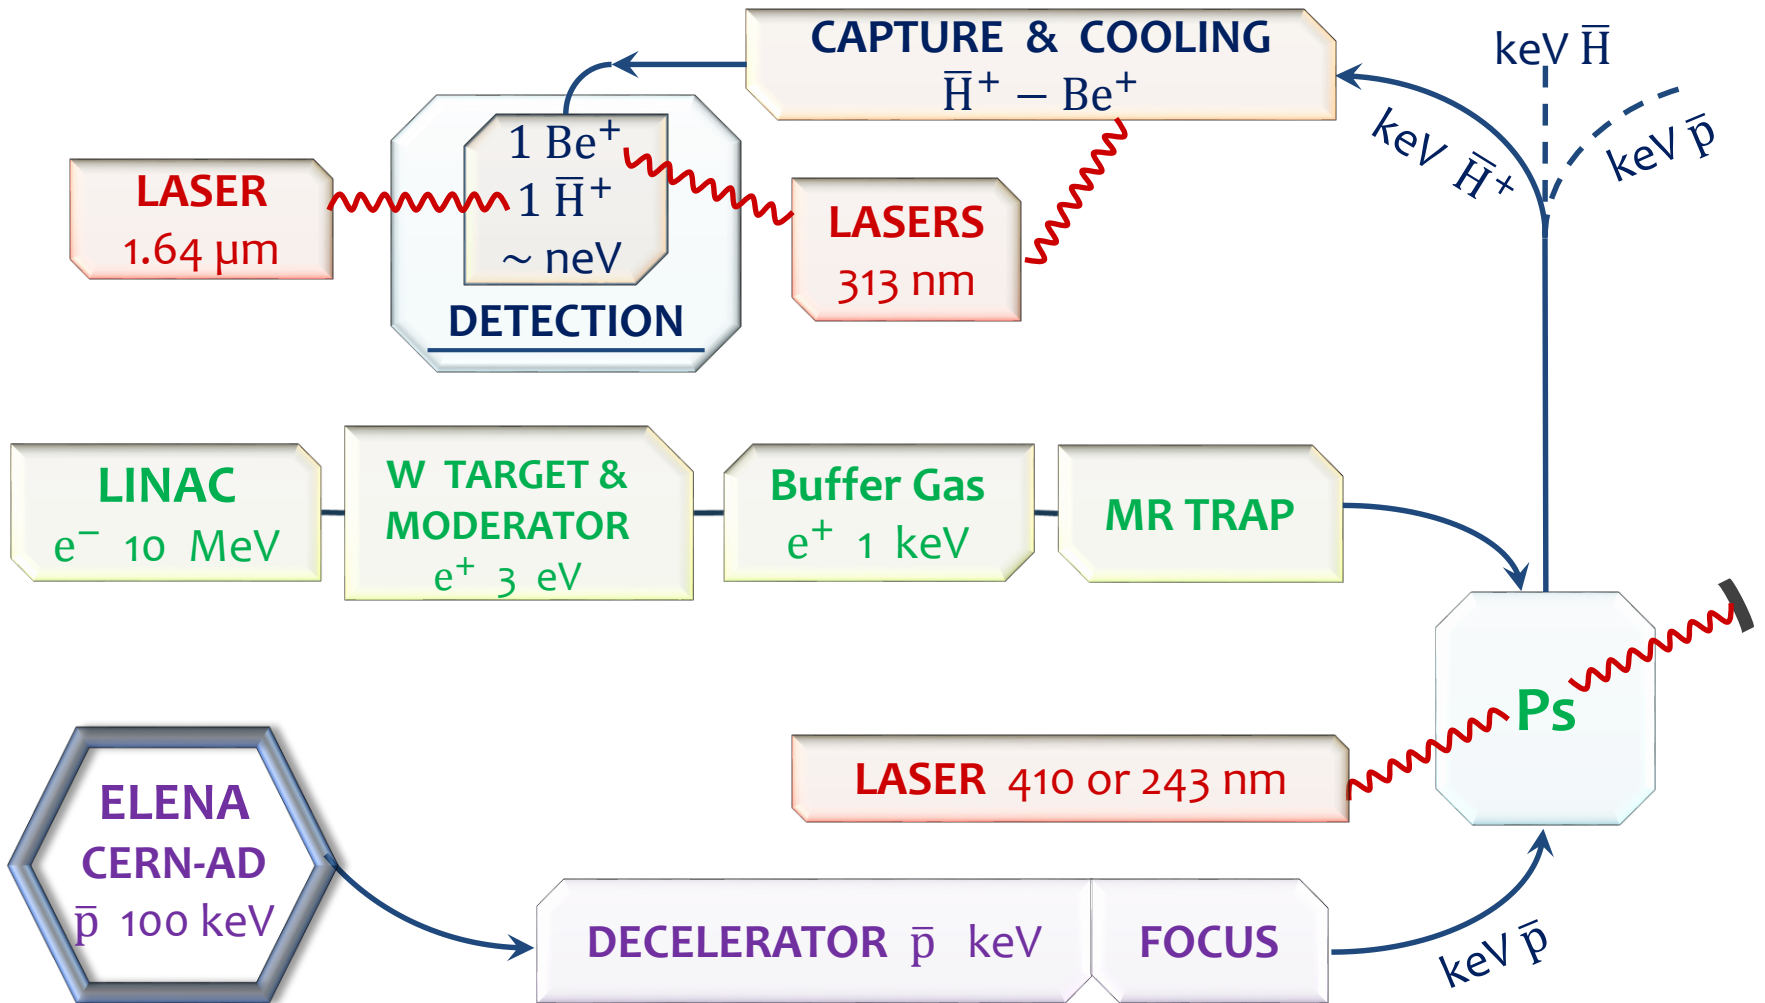 CAPTURE & COOLING
H̅⁺ − Be⁺
keV H̅
keV p̅
keV H̅⁺
1 Be⁺
1 H̅⁺
~ neV
DETECTION
LASER
1.64 µm
LASERS
313 nm
LINAC
e⁻ 10 MeV
W TARGET &
MODERATOR
e⁺ 3 eV
Buffer Gas
e⁺ 1 keV
MR TRAP
Ps
LASER 410 or 243 nm
ELENA
CERN-AD
p̅ 100 keV
DECELERATOR p̅ keV
FOCUS
keV p̅